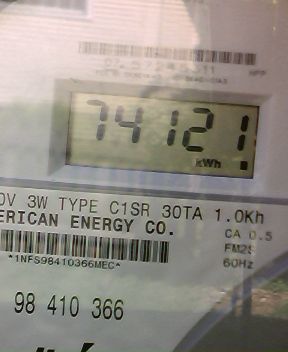 74121
kWh
0V 3W TYPE C1SR 30TA 1.0Kh
ERICAN ENERGY CO.
CA 0.5
FM2S
*1NFS98410366MEC*
60Hz
98 410 366